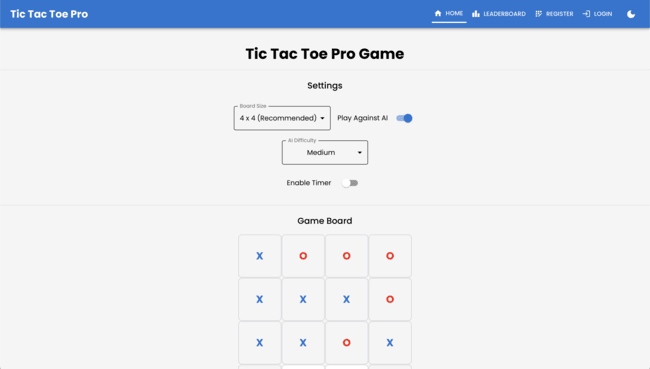 Tic Tac Toe Pro
HOME
LEADERBOARD
REGISTER
LOGIN
Tic Tac Toe Pro Game
Settings
Board Size
4 x 4 (Recommended)
Play Against AI
AI Difficulty
Medium
Enable Timer
Game Board
X O O O
X X X O
X X O X